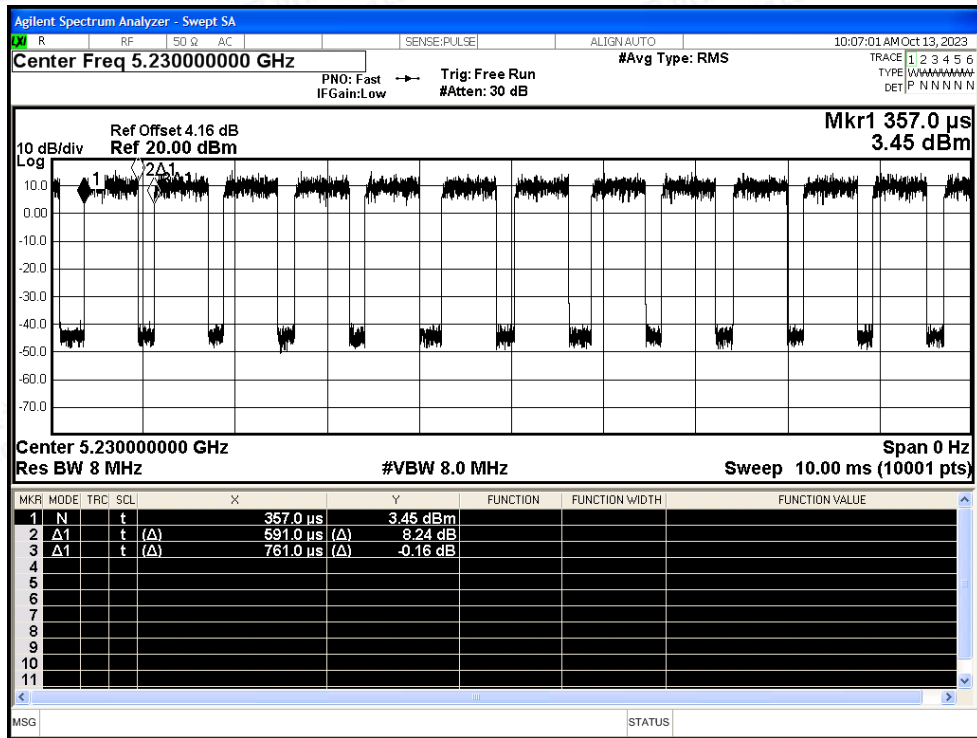 Agilent Spectrum Analyzer - Swept SA
LXI R RF 50 Ω AC SENSE:PULSE ALIGN AUTO 10:07:01 AM Oct 13, 2023
Center Freq 5.230000000 GHz #Avg Type: RMS TRACE 1 2 3 4 5 6
PNO: Fast Trig: Free Run TYPE WWWWWW
IFGain:Low #Atten: 30 dB DET P N N N N N
Mkr1 357.0 µs
Ref Offset 4.16 dB
10 dB/div Ref 20.00 dBm 3.45 dBm
Log
1 2Δ1
10.0
0.00
-10.0
-20.0
-30.0
-40.0
-50.0
-60.0
-70.0
Center 5.230000000 GHz Span 0 Hz
Res BW 8 MHz #VBW 8.0 MHz Sweep 10.00 ms (10001 pts)
MKR MODE TRC SCL X Y FUNCTION FUNCTION WIDTH FUNCTION VALUE
1 N t 357.0 µs 3.45 dBm
2 Δ1 t (Δ) 591.0 µs (Δ) 8.24 dB
3 Δ1 t (Δ) 761.0 µs (Δ) -0.16 dB
4
5
6
7
8
9
10
11
MSG STATUS